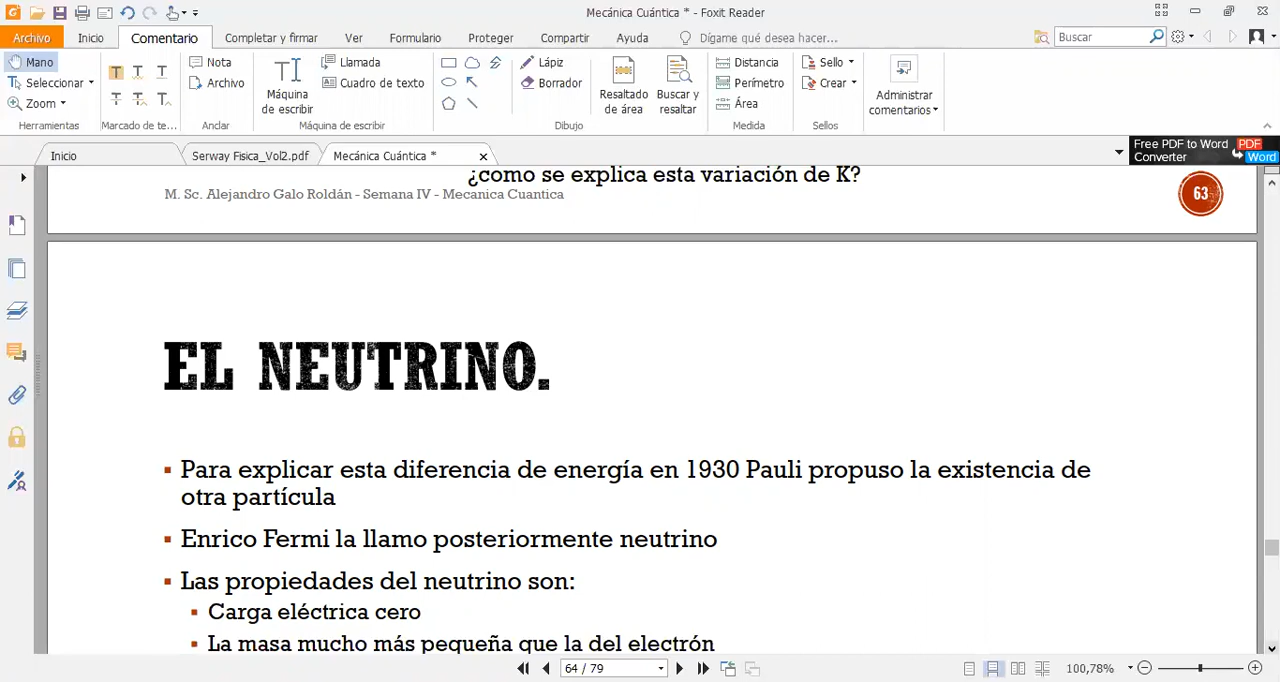 Mecánica Cuántica * - Foxit Reader
Archivo Inicio Comentario Completar y firmar Ver Formulario Proteger Compartir Ayuda Dígame qué desea hacer... Buscar
Mano
Seleccionar
Zoom
Herramientas
Marcado de te...
Nota
Archivo
Anclar
Máquina
de escribir
Llamada
Cuadro de texto
Máquina de escribir
Lápiz
Borrador
Dibujo
Resaltado
de área
Buscar y
resaltar
Distancia
Perímetro
Área
Medida
Sello
Crear
Sellos
Administrar
comentarios
Inicio Serway Fisica_Vol2.pdf Mecánica Cuántica *
Free PDF to Word
Converter
PDF
Word
¿como se explica esta variación de K?
M. Sc. Alejandro Galo Roldán - Semana IV - Mecanica Cuantica
63
EL NEUTRINO.
Para explicar esta diferencia de energía en 1930 Pauli propuso la existencia de
otra partícula
Enrico Fermi la llamo posteriormente neutrino
Las propiedades del neutrino son:
Carga eléctrica cero
La masa mucho más pequeña que la del electrón
64 / 79
100,78%